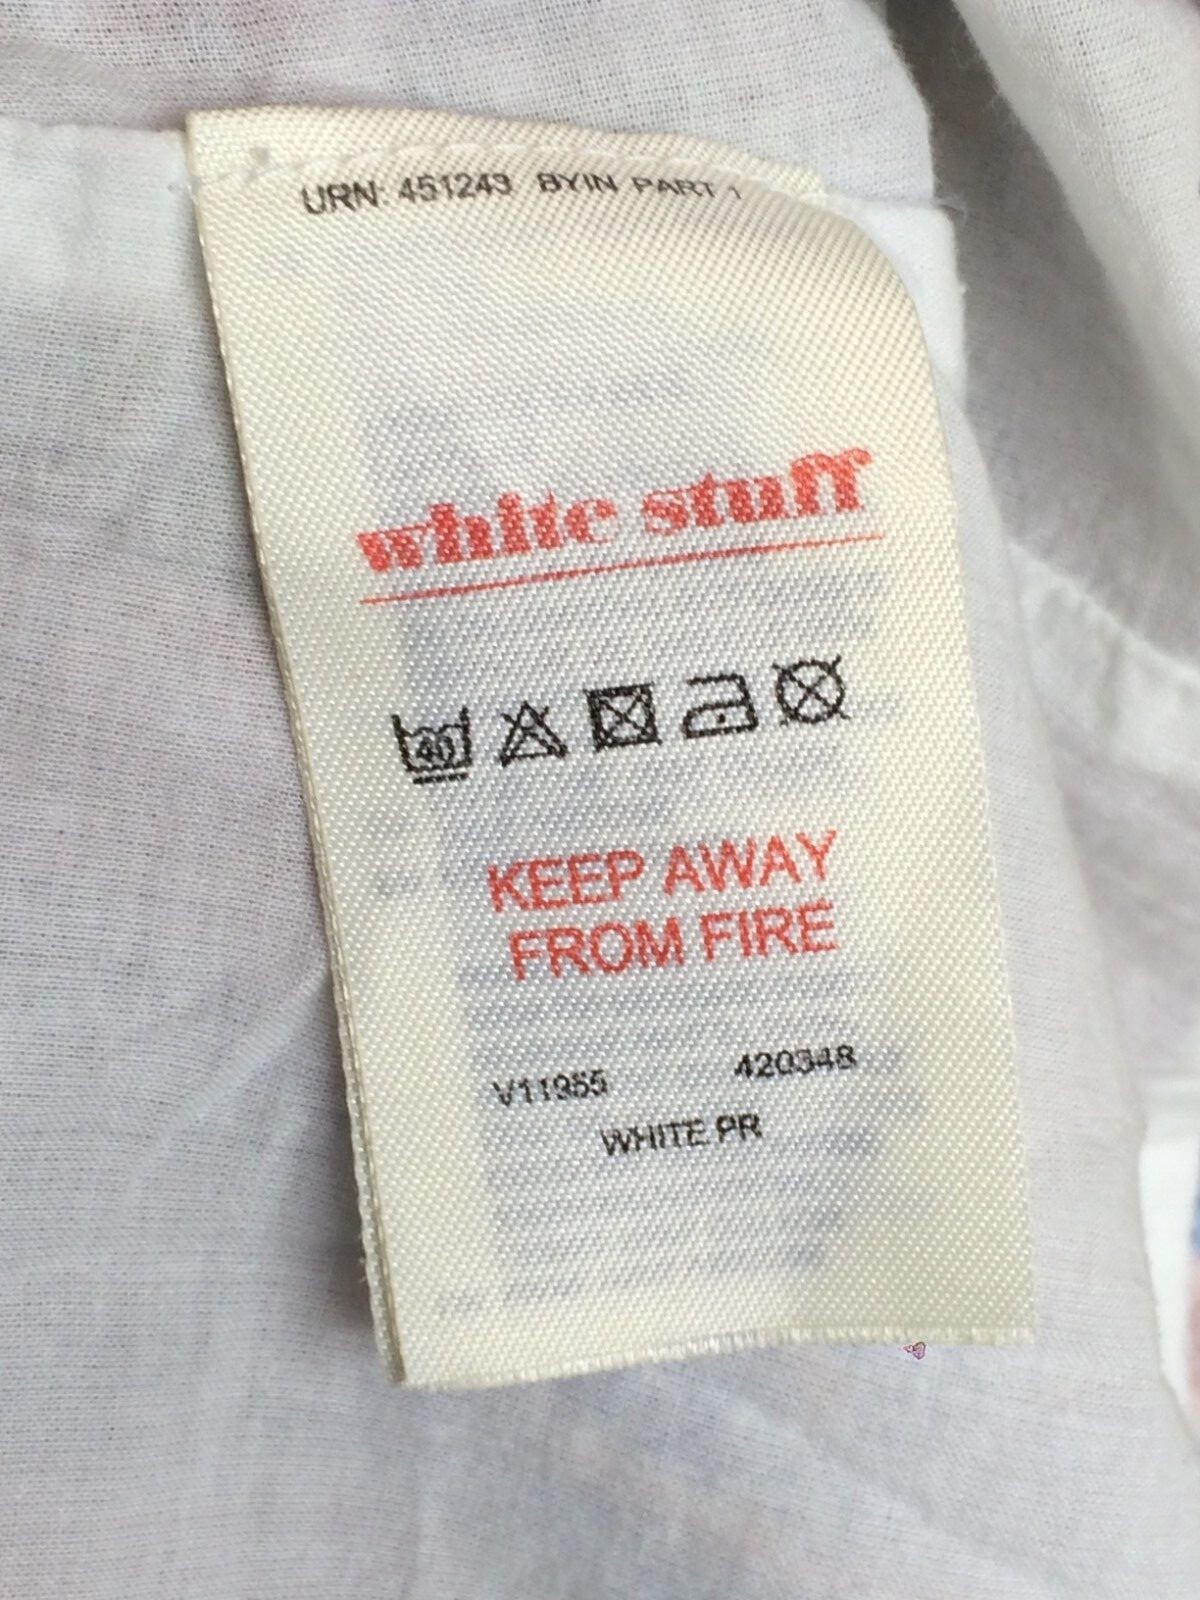 URN: 451243 BYIN PART 1
white stuff
40
KEEP AWAY
FROM FIRE
V11955 420348
WHITE PR